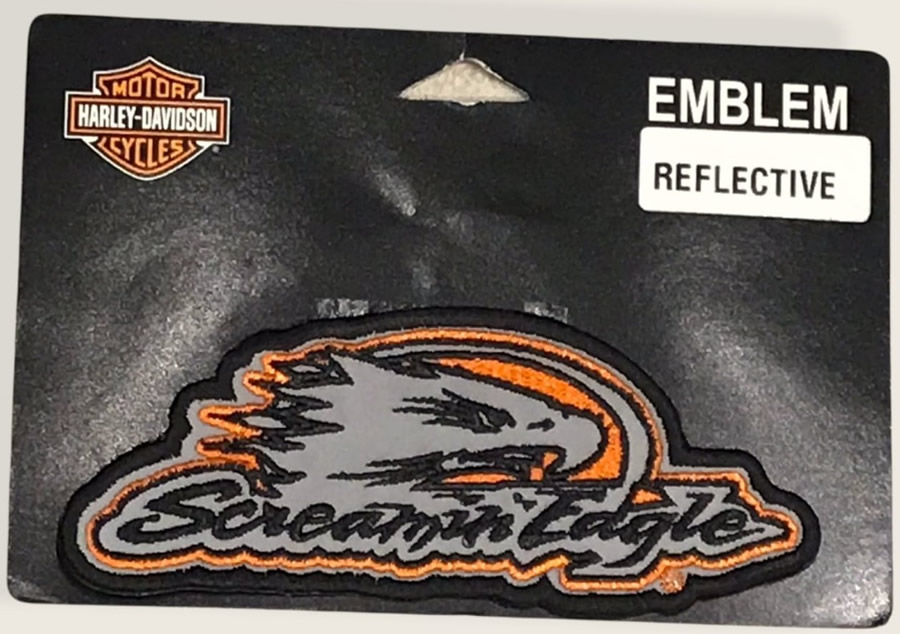 MOTOR
HARLEY-DAVIDSON
CYCLES
EMBLEM
REFLECTIVE
Screamin Eagle